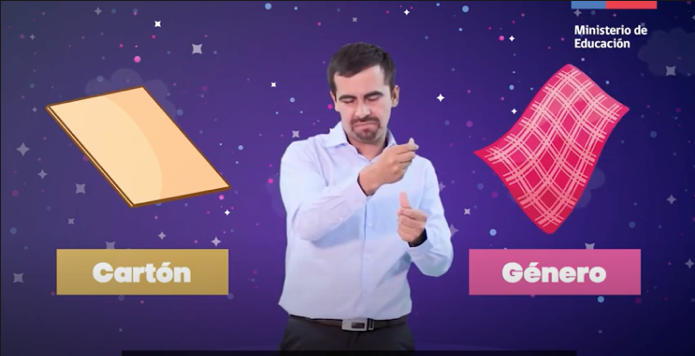 Ministerio de
Educación
Cartón
Género